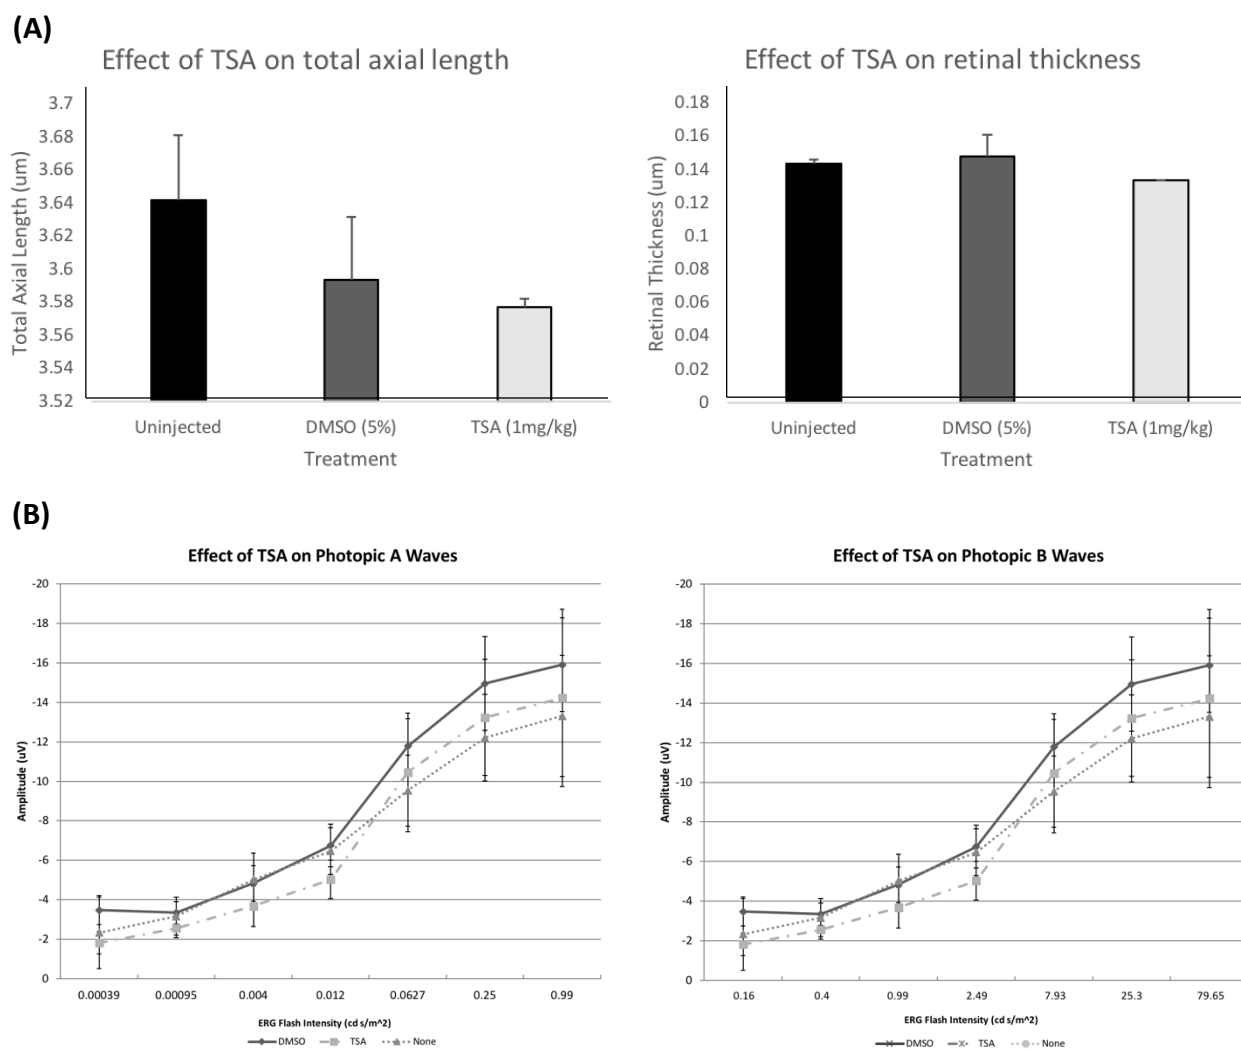 (A)
Effect of TSA on total axial length
Total Axial Length (um)
3.7
3.68
3.66
3.64
3.62
3.6
3.58
3.56
3.54
3.52
Uninjected DMSO (5%) TSA (1mg/kg)
Treatment
Effect of TSA on retinal thickness
Retinal Thickness (um)
0.18
0.16
0.14
0.12
0.1
0.08
0.06
0.04
0.02
0
Uninjected DMSO (5%) TSA (1mg/kg)
Treatment
(B)
Effect of TSA on Photopic A Waves
Amplitude (uV)
-20
-18
-16
-14
-12
-10
-8
-6
-4
-2
0
0.00039 0.00095 0.004 0.012 0.0627 0.25 0.99
ERG Flash Intensity (cd s/m^2)
DMSO TSA None
Effect of TSA on Photopic B Waves
Amplitude (uV)
-20
-18
-16
-14
-12
-10
-8
-6
-4
-2
0
0.16 0.4 0.99 2.49 7.93 25.3 79.65
ERG Flash Intensity (cd s/m^2)
DMSO TSA None